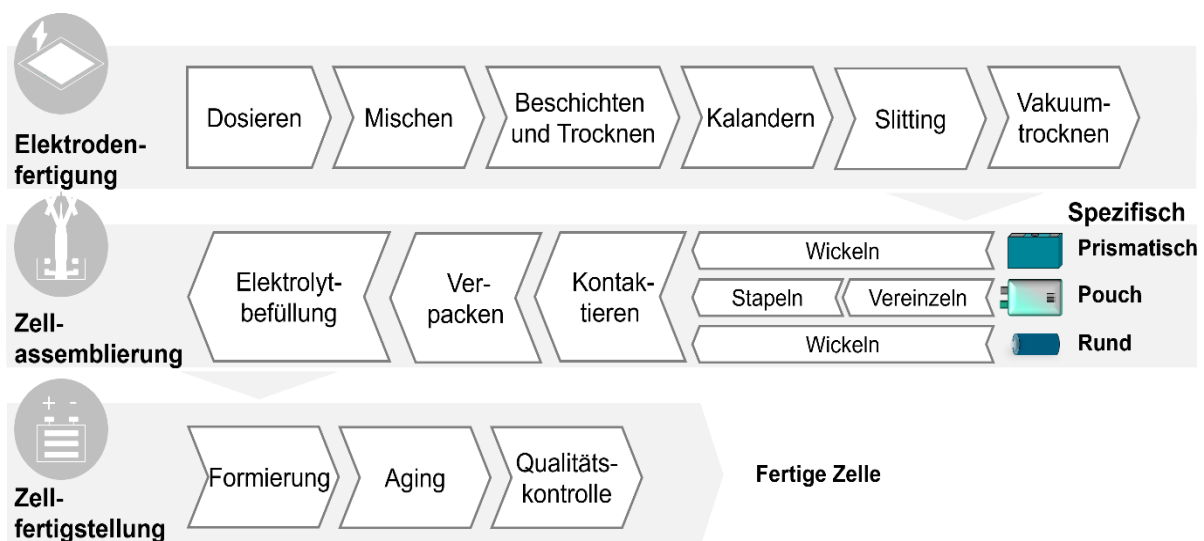 Elektroden-
fertigung
Dosieren
Mischen
Beschichten
und Trocknen
Kalandern
Slitting
Vakuum-
trocknen
Zell-
assemblierung
Elektrolyt-
befüllung
Ver-
packen
Kontak-
tieren
Wickeln
Stapeln
Vereinzeln
Wickeln
Spezifisch
Prismatisch
Pouch
Rund
+ -
Zell-
fertigstellung
Formierung
Aging
Qualitäts-
kontrolle
Fertige Zelle